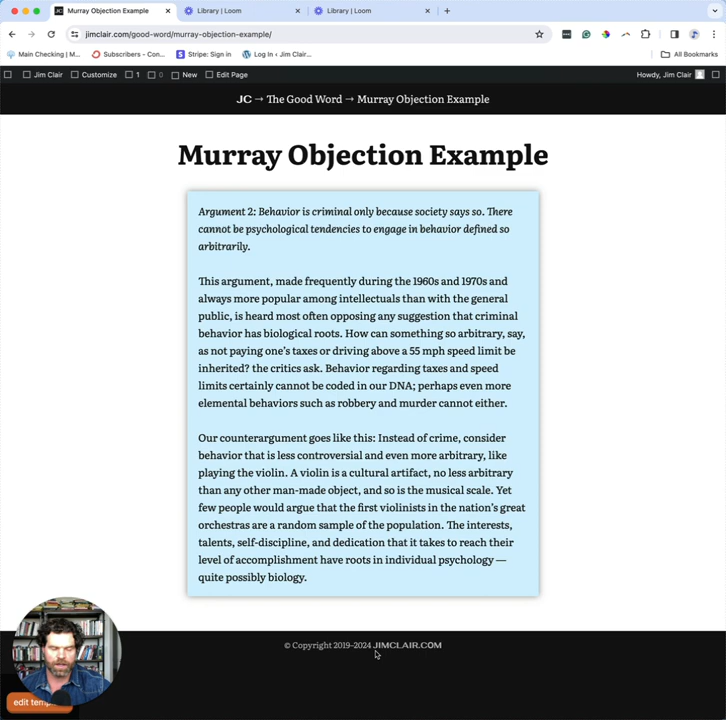 Murray Objection Example
Library | Loom
Library | Loom
jimclair.com/good-word/murray-objection-example/
Main Checking | M...
Subscribers - Con...
Stripe: Sign in
Log In ‹ Jim Clair...
All Bookmarks
Jim Clair
Customize
1
0
New
Edit Page
Howdy, Jim Clair
JC → The Good Word → Murray Objection Example
Murray Objection Example
Argument 2: Behavior is criminal only because society says so. There
cannot be psychological tendencies to engage in behavior defined so
arbitrarily.
This argument, made frequently during the 1960s and 1970s and
always more popular among intellectuals than with the general
public, is heard most often opposing any suggestion that criminal
behavior has biological roots. How can something so arbitrary, say,
as not paying one’s taxes or driving above a 55 mph speed limit be
inherited? the critics ask. Behavior regarding taxes and speed
limits certainly cannot be coded in our DNA; perhaps even more
elemental behaviors such as robbery and murder cannot either.
Our counterargument goes like this: Instead of crime, consider
behavior that is less controversial and even more arbitrary, like
playing the violin. A violin is a cultural artifact, no less arbitrary
than any other man-made object, and so is the musical scale. Yet
few people would argue that the first violinists in the nation’s great
orchestras are a random sample of the population. The interests,
talents, self-discipline, and dedication that it takes to reach their
level of accomplishment have roots in individual psychology —
quite possibly biology.
© Copyright 2019-2024 JIMCLAIR.COM
edit temp